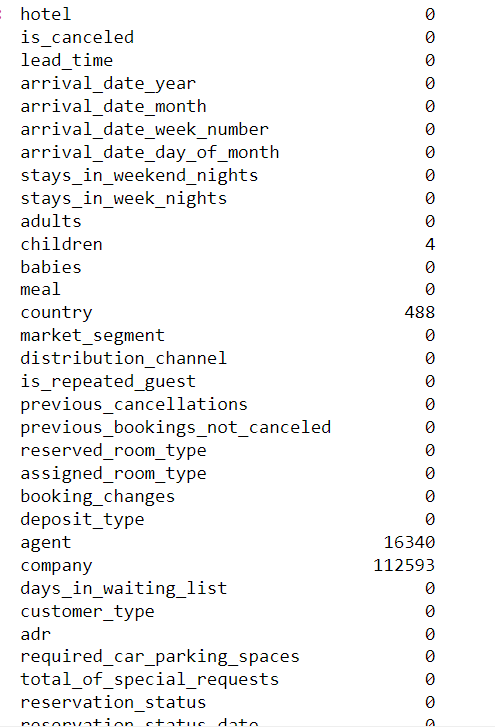 hotel 0
is_canceled 0
lead_time 0
arrival_date_year 0
arrival_date_month 0
arrival_date_week_number 0
arrival_date_day_of_month 0
stays_in_weekend_nights 0
stays_in_week_nights 0
adults 0
children 4
babies 0
meal 0
country 488
market_segment 0
distribution_channel 0
is_repeated_guest 0
previous_cancellations 0
previous_bookings_not_canceled 0
reserved_room_type 0
assigned_room_type 0
booking_changes 0
deposit_type 0
agent 16340
company 112593
days_in_waiting_list 0
customer_type 0
adr 0
required_car_parking_spaces 0
total_of_special_requests 0
reservation_status 0
reservation_status_date 0